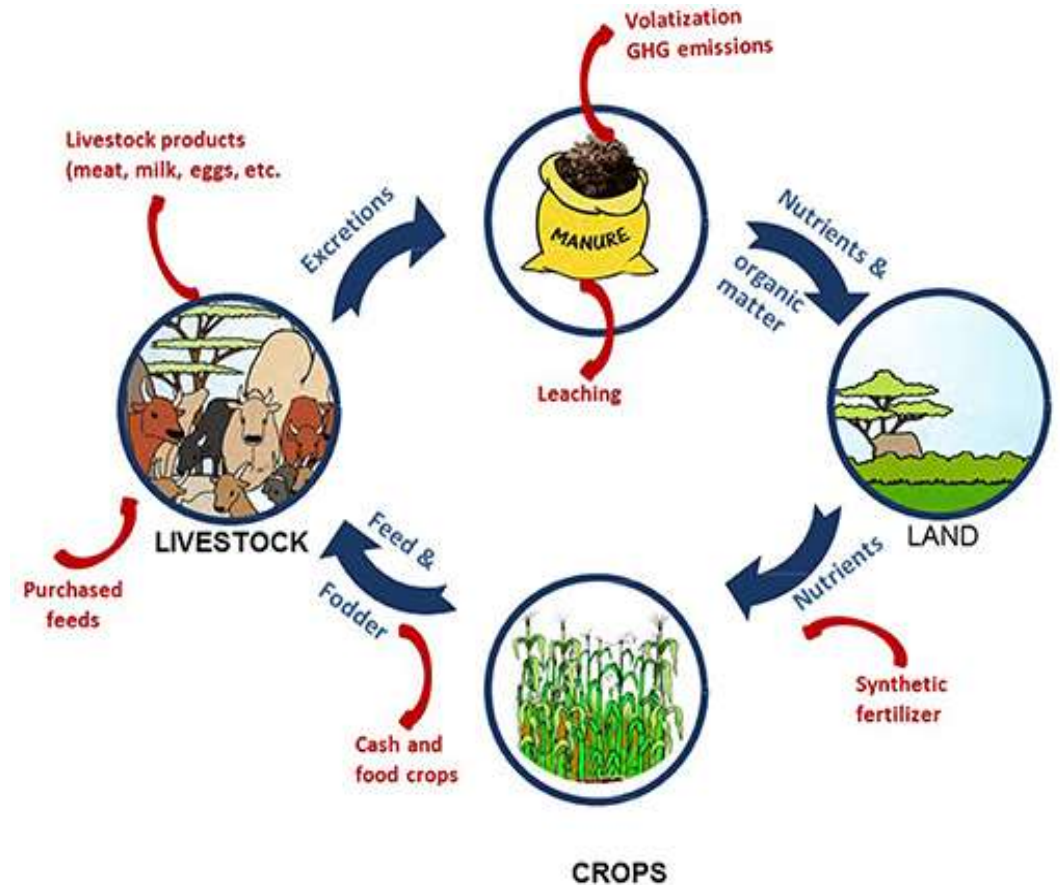 Volatization
GHG emissions
Livestock products
(meat, milk, eggs, etc.
Excretions
MANURE
Nutrients &
organic
matter
Leaching
LIVESTOCK
LAND
Feed &
Fodder
Nutrients
Purchased
feeds
Synthetic
fertilizer
Cash and
food crops
CROPS